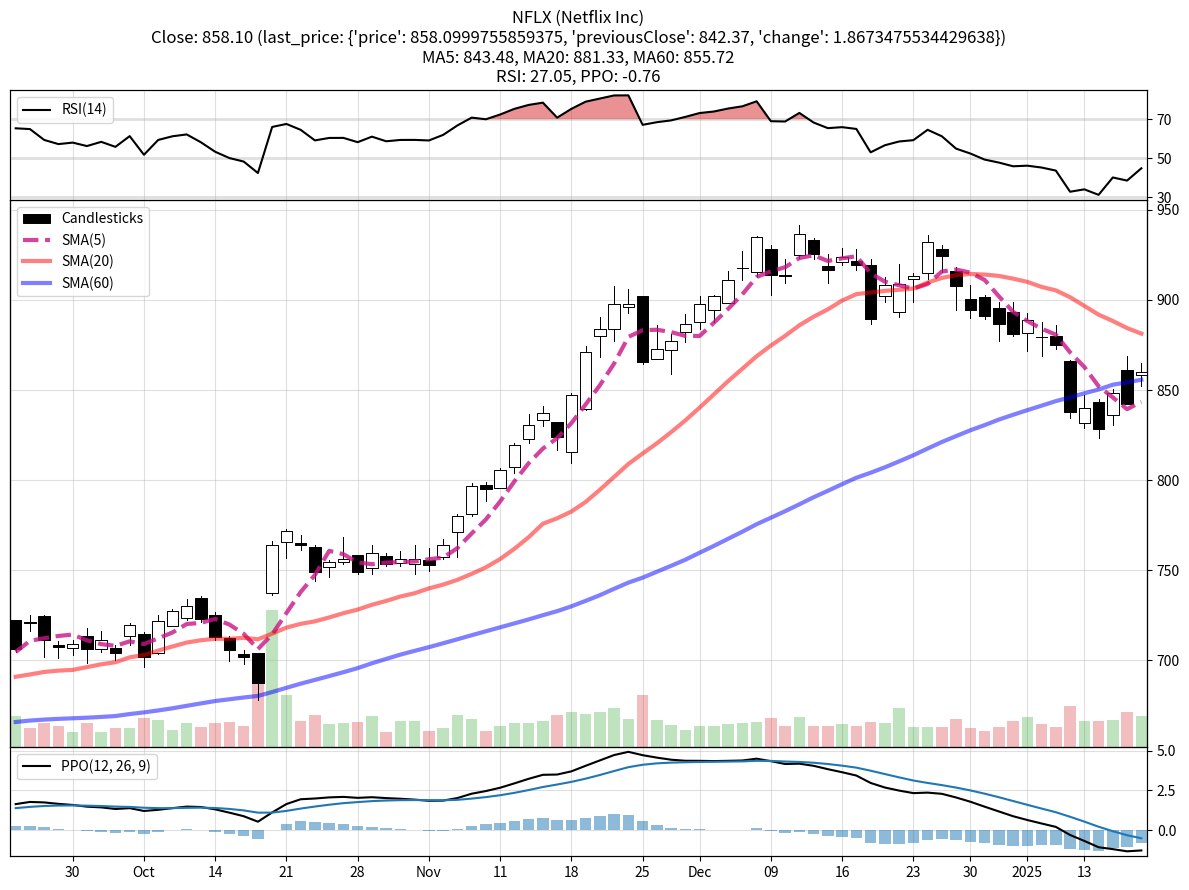 NFLX (Netflix Inc)
Close: 858.10 (last_price: {'price': 858.0999755859375, 'previousClose': 842.37, 'change': 1.8673475534429638})
MA5: 843.48, MA20: 881.33, MA60: 855.72
RSI: 27.05, PPO: -0.76
RSI(14)
70
50
30
Candlesticks
SMA(5)
SMA(20)
SMA(60)
950
900
850
800
750
700
PPO(12, 26, 9)
5.0
2.5
0.0
30 Oct 14 21 28 Nov 11 18 25 Dec 09 16 23 30 2025 13